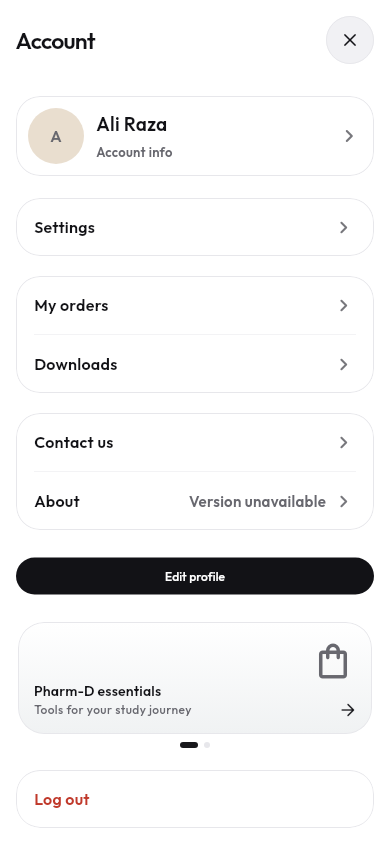 Account
A
Ali Raza
Account info
Settings
My orders
Downloads
Contact us
About
Version unavailable
Edit profile
Pharm-D essentials
Tools for your study journey
Log out